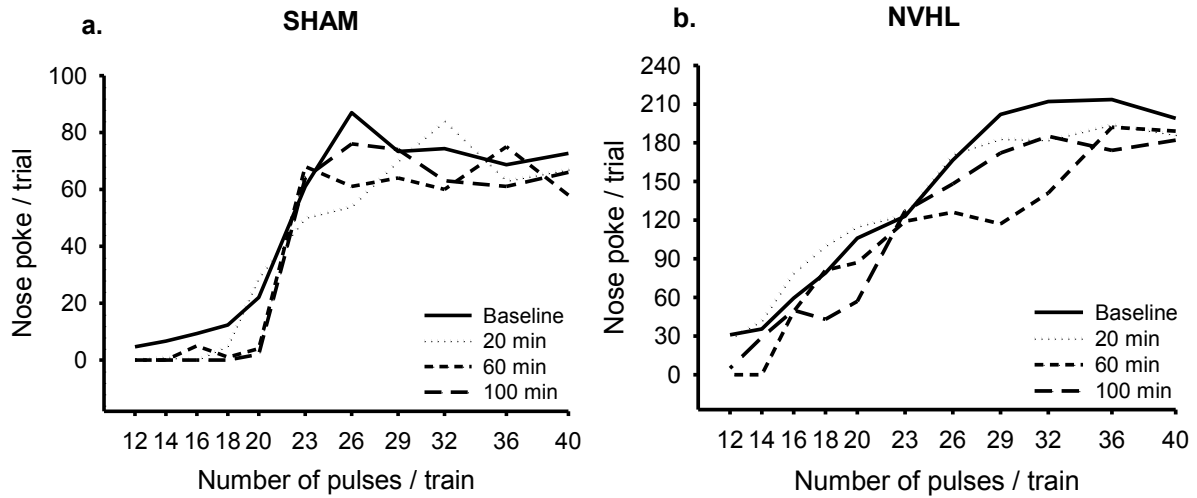 a.
SHAM
Nose poke / trial
100
80
60
40
20
0
Baseline
20 min
60 min
100 min
12 14 16 18 20 23 26 29 32 36 40
Number of pulses / train
b.
NVHL
Nose poke / trial
240
210
180
150
120
90
60
30
0
Baseline
20 min
60 min
100 min
12 14 16 18 20 23 26 29 32 36 40
Number of pulses / train